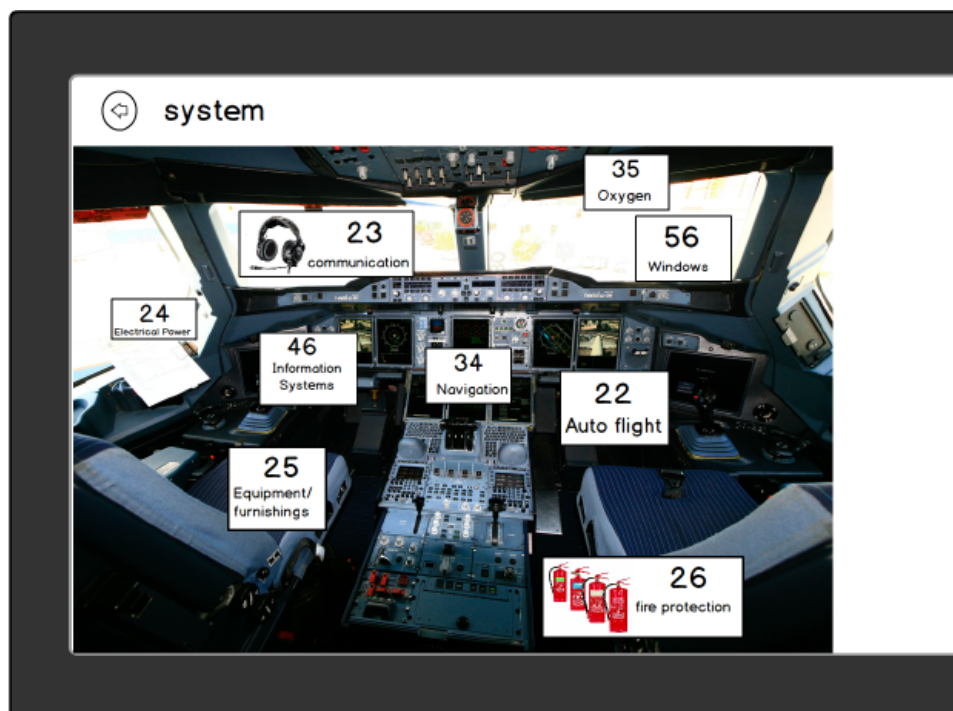 system
35
Oxygen
23
communication
56
Windows
24
Electrical Power
46
Information
Systems
34
Navigation
22
Auto flight
25
Equipment/
furnishings
26
fire protection